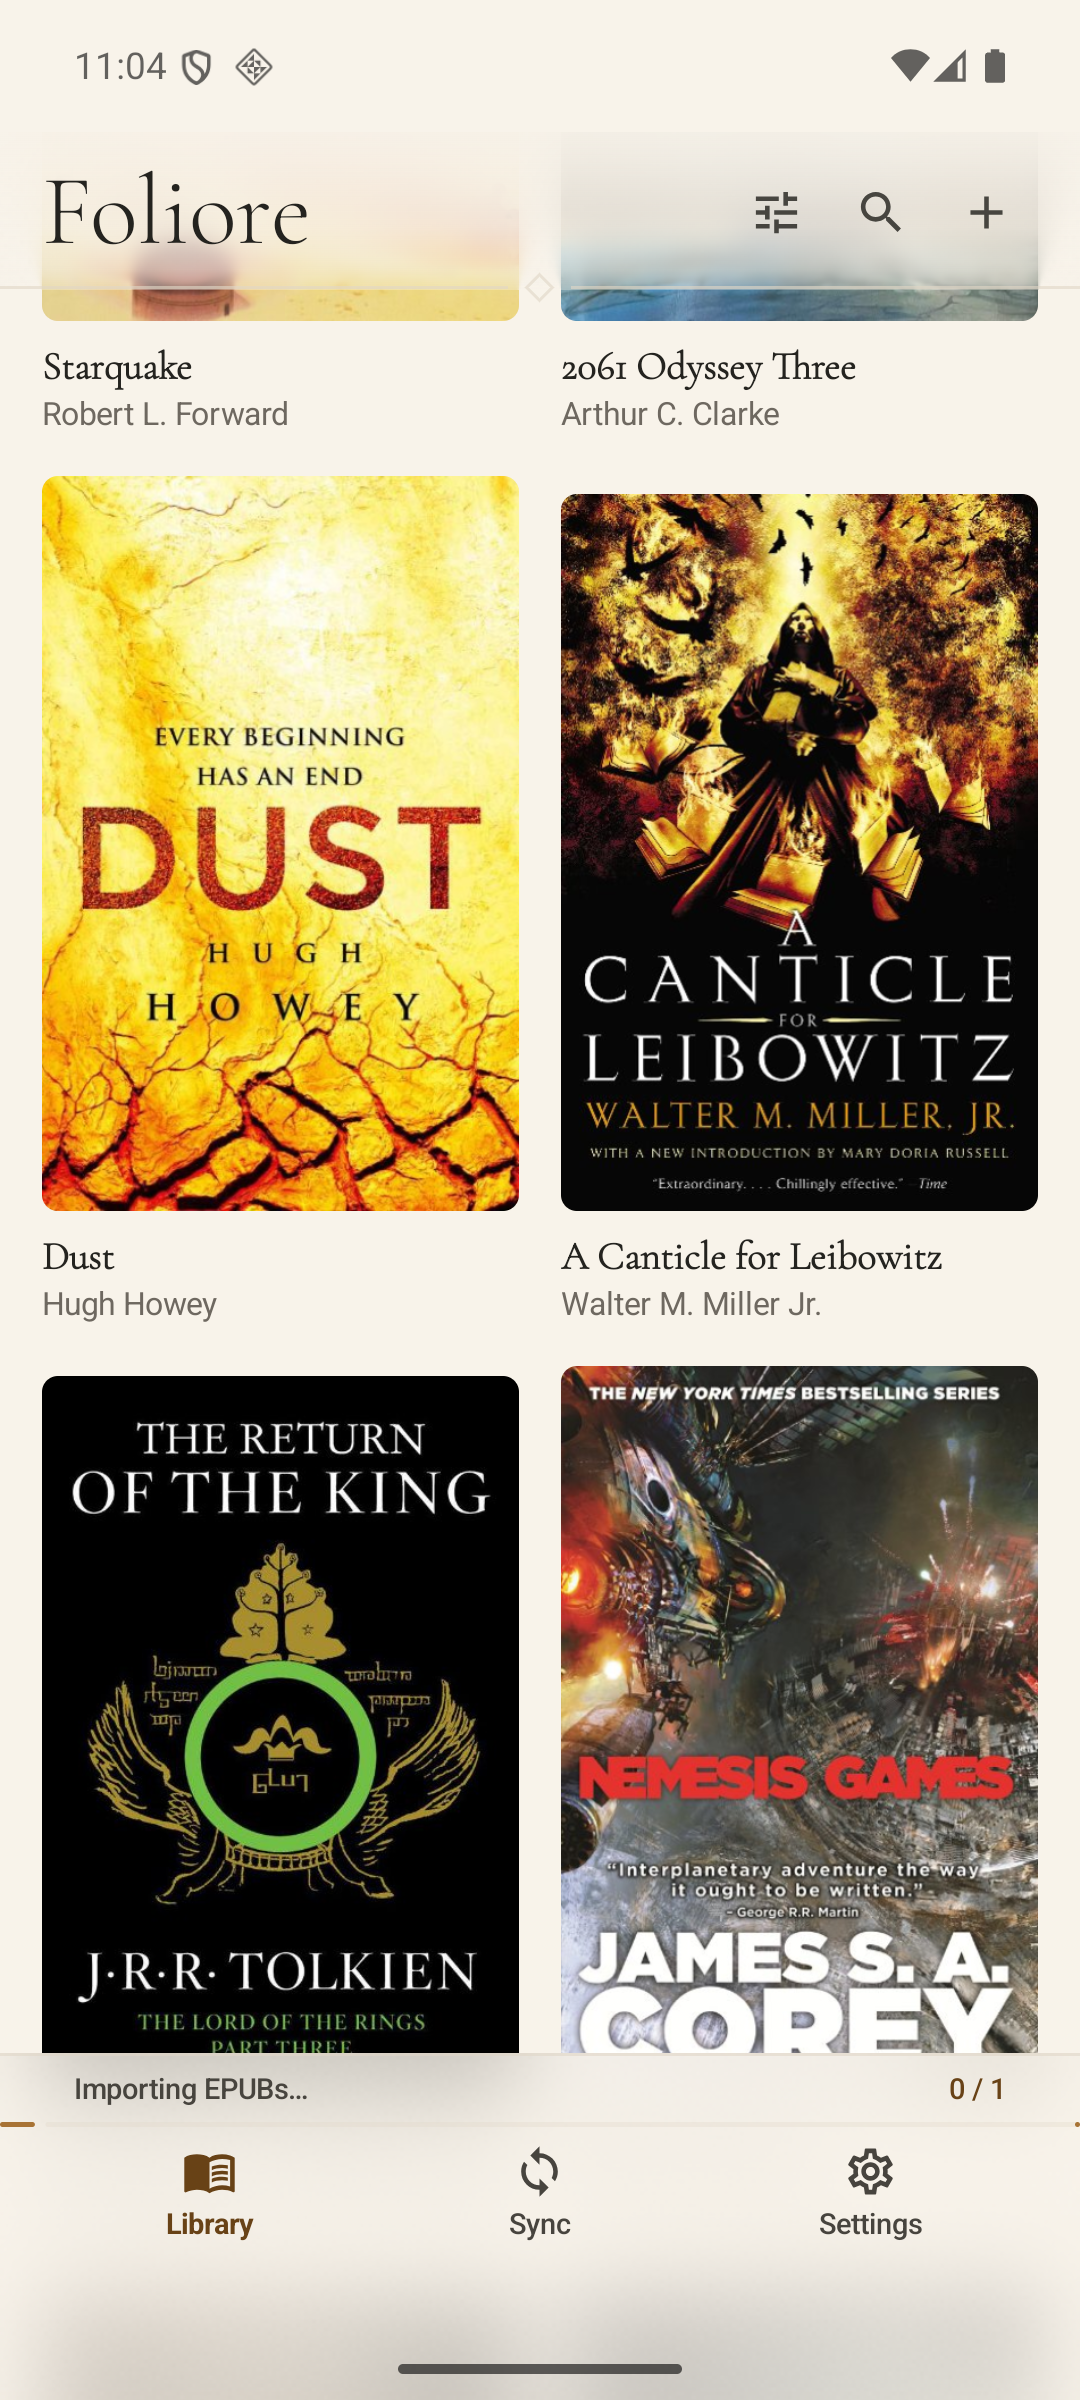 11:04
Foliore
Starquake
Robert L. Forward
2061 Odyssey Three
Arthur C. Clarke
EVERY BEGINNING
HAS AN END
DUST
HUGH
HOWEY
Dust
Hugh Howey
A
CANTICLE
FOR
LEIBOWITZ
WALTER M. MILLER, JR.
WITH A NEW INTRODUCTION BY MARY DORIA RUSSELL
“Extraordinary. . . . Chillingly effective.” Time
A Canticle for Leibowitz
Walter M. Miller Jr.
THE RETURN
OF THE KING
J·R·R· TOLKIEN
THE LORD OF THE RINGS
PART THREE
THE NEW YORK TIMES BESTSELLING SERIES
NEMESIS GAMES
“Interplanetary adventure the way
it ought to be written.”
- George R.R. Martin
JAMES S. A.
COREY
Importing EPUBs...
0 / 1
Library
Sync
Settings